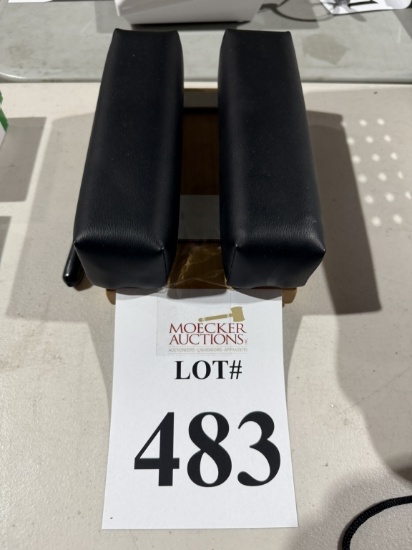 MOECKER
AUCTIONS
LOT#
483